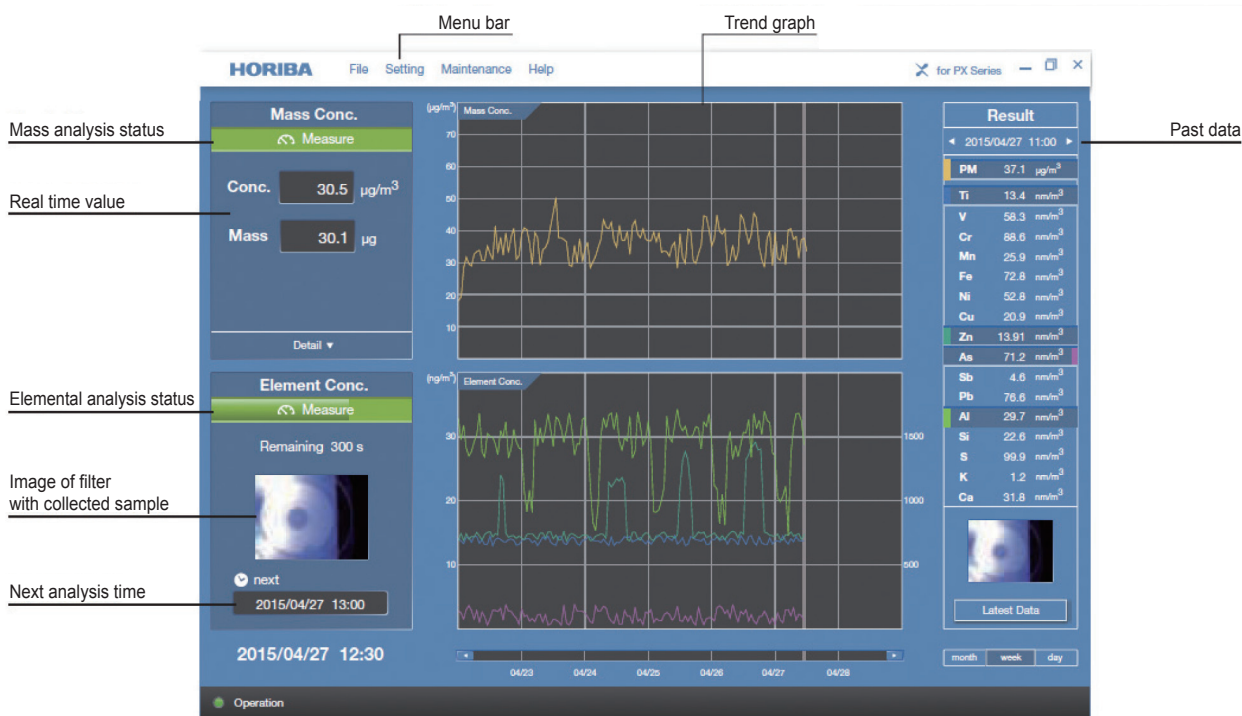 Menu bar
Trend graph
HORIBA File Setting Maintenance Help for PX Series
Mass analysis status
Real time value
Elemental analysis status
Image of filter
with collected sample
Next analysis time
Past data
Mass Conc.
Measure
Conc. 30.5 µg/m³
Mass 30.1 µg
Detail ▼
Element Conc.
Measure
Remaining 300 s
next
2015/04/27 13:00
2015/04/27 12:30
Operation
(µg/m³) Mass Conc.
70
60
50
40
30
20
10
(ng/m³) Element Conc.
30 1500
20 1000
10 500
04/23 04/24 04/25 04/26 04/27 04/28
Result
◄ 2015/04/27 11:00 ►
PM 37.1 µg/m³
Ti 13.4 nm/m³
V 58.3 nm/m³
Cr 88.6 nm/m³
Mn 25.9 nm/m³
Fe 72.8 nm/m³
Ni 52.8 nm/m³
Cu 20.9 nm/m³
Zn 13.91 nm/m³
As 71.2 nm/m³
Sb 4.6 nm/m³
Pb 76.6 nm/m³
Al 29.7 nm/m³
Si 22.6 nm/m³
S 99.9 nm/m³
K 1.2 nm/m³
Ca 31.8 nm/m³
Latest Data
month week day